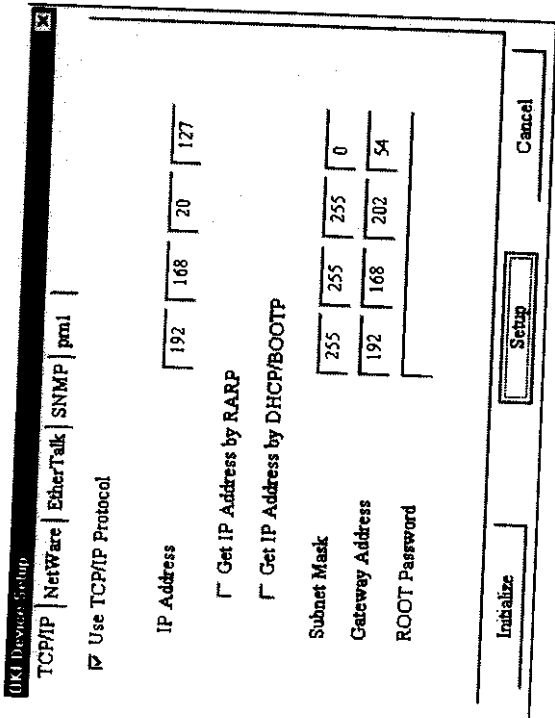 OKI Device Setup
TCP/IP NetWare EtherTalk SNMP prn1
Use TCP/IP Protocol
IP Address 192 168 20 127
Get IP Address by RARP
Get IP Address by DHCP/BOOTP
Subnet Mask 255 255 255 0
Gateway Address 192 168 202 54
ROOT Password
Initialize Setup Cancel